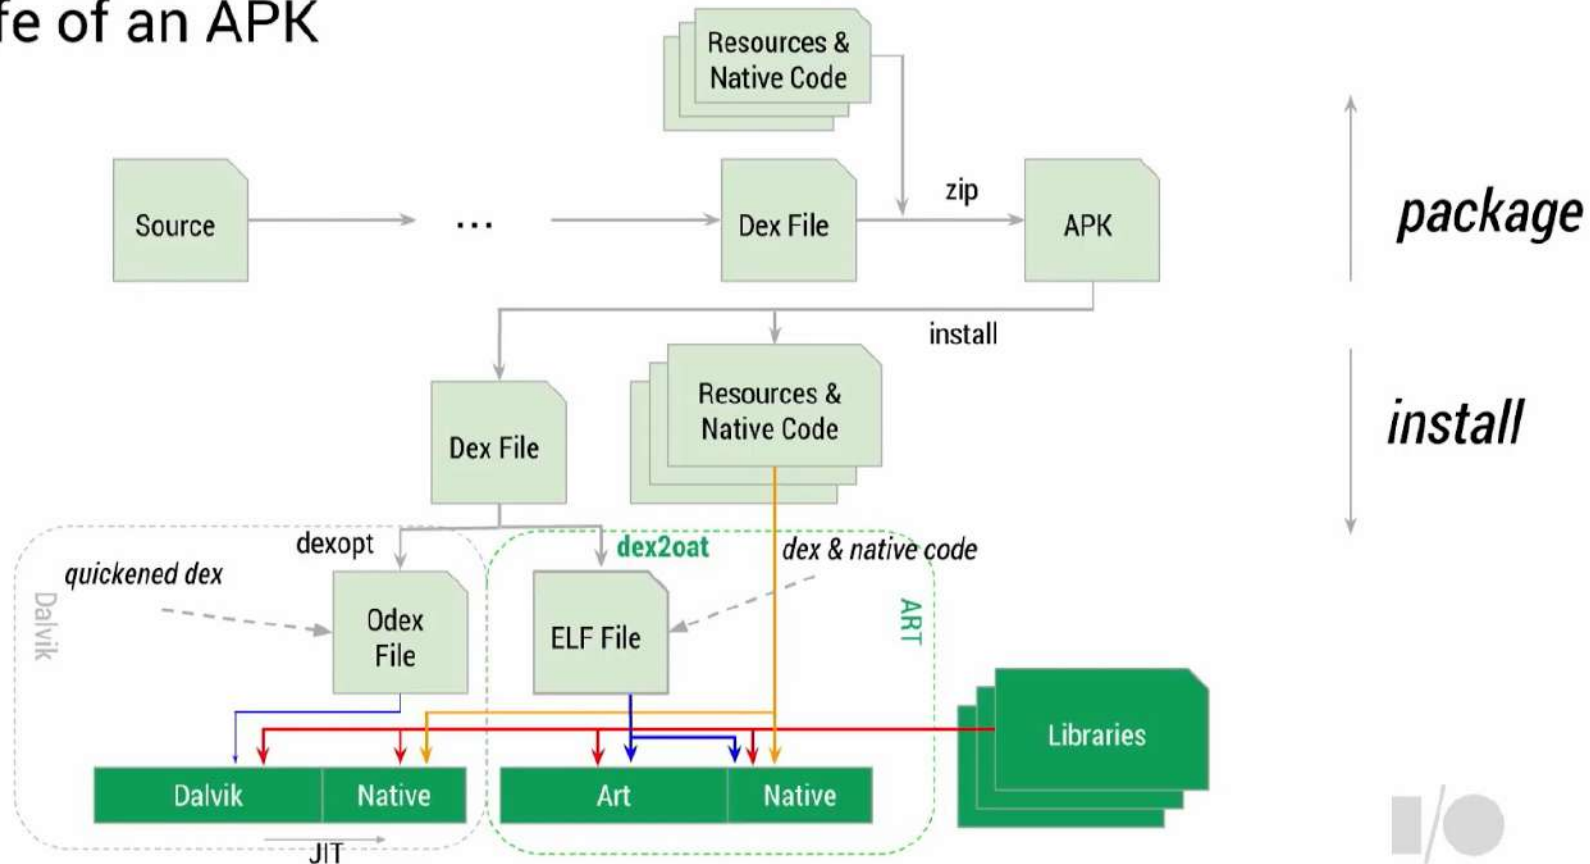 fe of an APK
Resources &
Native Code
Source
...
Dex File
zip
APK
package
install
Resources &
Native Code
install
Dex File
dexopt
dex2oat
dex & native code
quickened dex
Dalvik
Odex
File
ELF File
ART
Libraries
Dalvik
Native
Art
Native
JIT
I/O